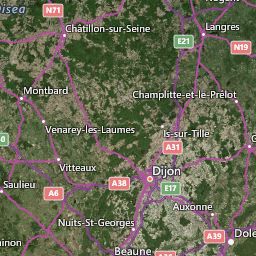 N71
Châtillon-sur-Seine
Langres
E21
N19
Montbard
Champlitte-et-le-Prélot
Venarey-les-Laumes
Is-sur-Tille
A31
Vitteaux
Saulieu
A6
A38
Dijon
E17
Auxonne
Nuits-St-Georges
A39
Beaune